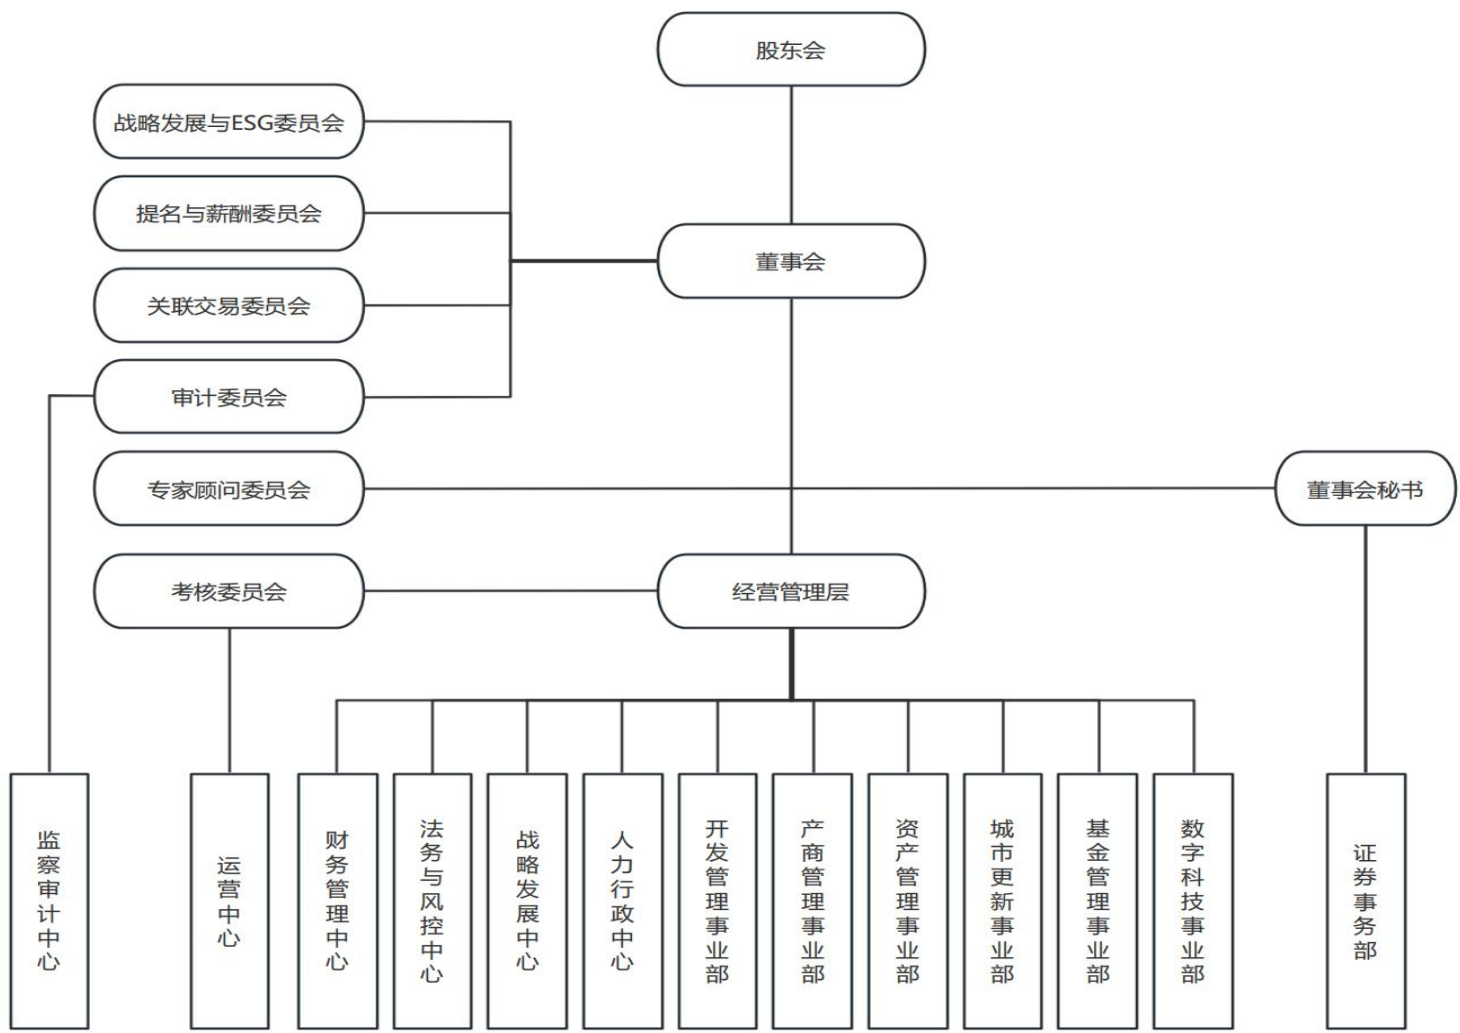 股东会
战略发展与ESG委员会
提名与薪酬委员会
董事会
关联交易委员会
审计委员会
专家顾问委员会
董事会秘书
考核委员会
经营管理层
监察审计中心
运营中心
财务管理中心
法务与风控中心
战略发展中心
人力行政中心
开发管理事业部
产商管理事业部
资产管理事业部
城市更新事业部
基金管理事业部
数字科技事业部
证券事务部